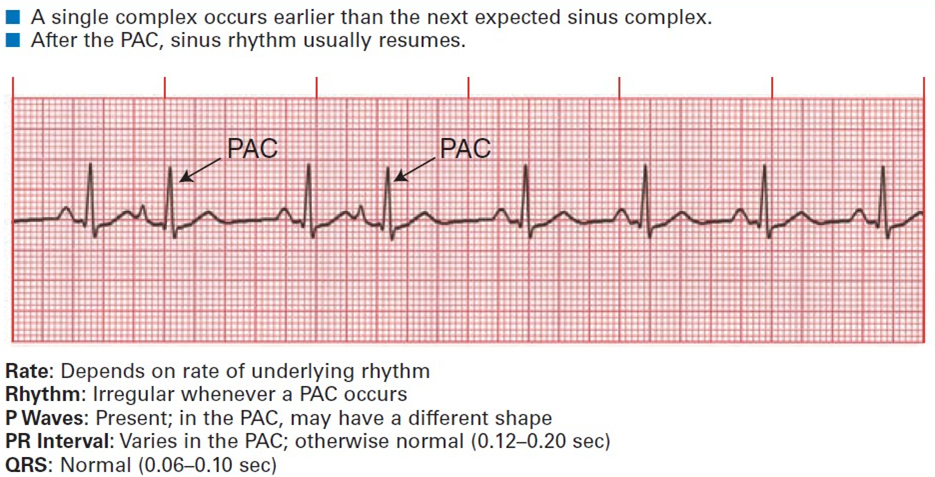 A single complex occurs earlier than the next expected sinus complex.
After the PAC, sinus rhythm usually resumes.
PAC
PAC
Rate: Depends on rate of underlying rhythm
Rhythm: Irregular whenever a PAC occurs
P Waves: Present; in the PAC, may have a different shape
PR Interval: Varies in the PAC; otherwise normal (0.12–0.20 sec)
QRS: Normal (0.06–0.10 sec)